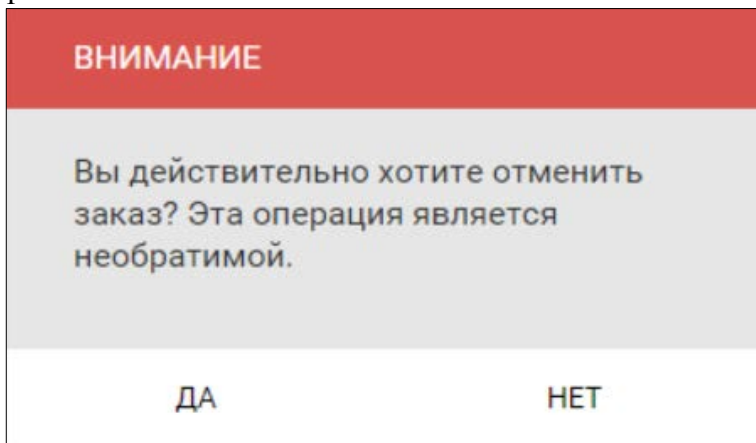 ВНИМАНИЕ
Вы действительно хотите отменить
заказ? Эта операция является
необратимой.
ДА НЕТ